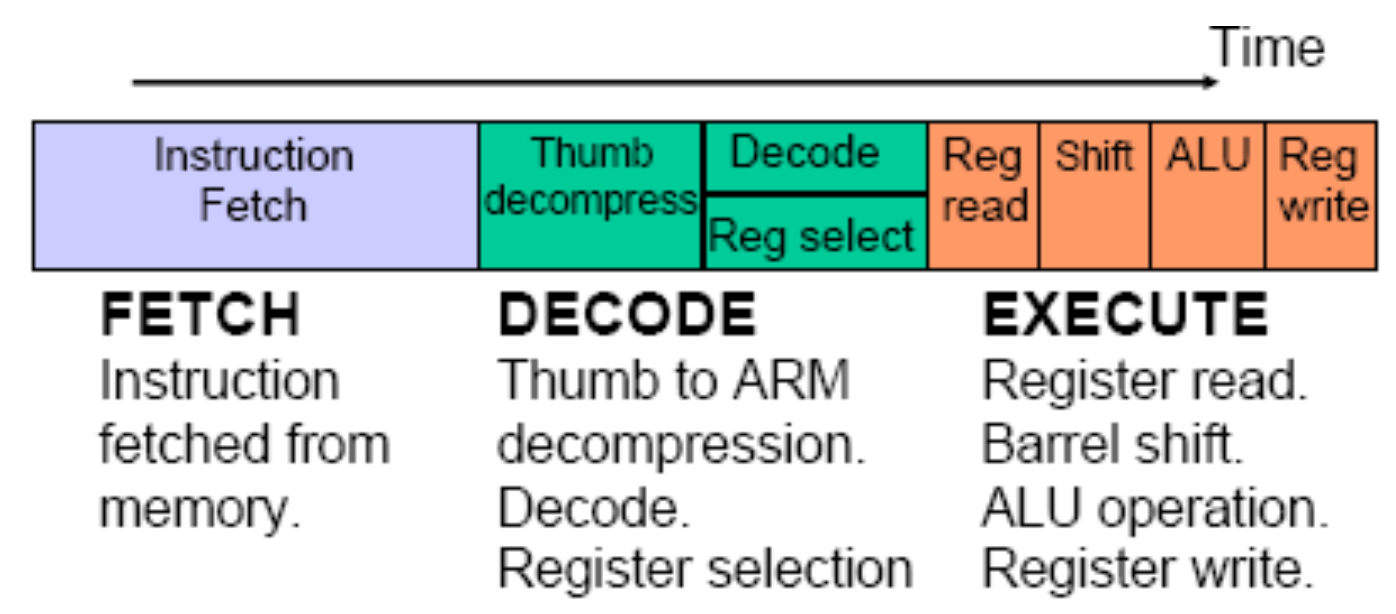 Time
Instruction
Fetch
Thumb
decompress
Decode
Reg select
Reg
read
Shift
ALU
Reg
write
FETCH
Instruction
fetched from
memory.
DECODE
Thumb to ARM
decompression.
Decode.
Register selection
EXECUTE
Register read.
Barrel shift.
ALU operation.
Register write.